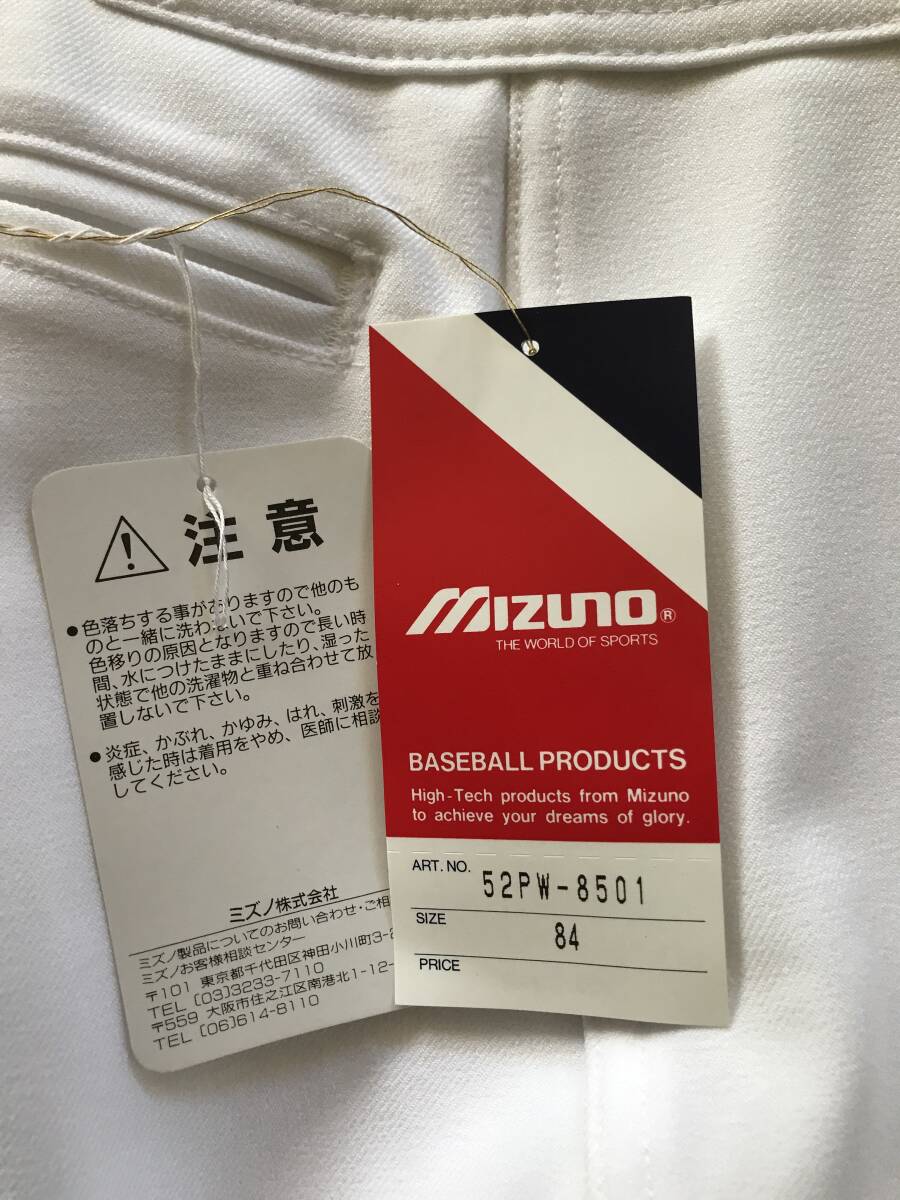 注意
●色落ちする事がありますので他のも
のと一緒に洗わないで下さい。
色移りの原因となりますので長い時
間、水につけたままにしたり、湿った
状態で他の洗濯物と重ね合わせて放
置しないで下さい。
●炎症、かぶれ、かゆみ、はれ、刺激を
感じた時は着用をやめ、医師に相談
してください。
ミズノ株式会社
ミズノ製品についてのお問い合わせ・ご相
ミズノお客様相談センター
〒101 東京都千代田区神田小川町3-2
TEL〔03〕3233-7110
〒559 大阪市住之江区南港北1-12-
TEL〔06〕614-8110
MIZUNO®
THE WORLD OF SPORTS
BASEBALL PRODUCTS
High-Tech products from Mizuno
to achieve your dreams of glory.
ART. NO. 52PW-8501
SIZE 84
PRICE